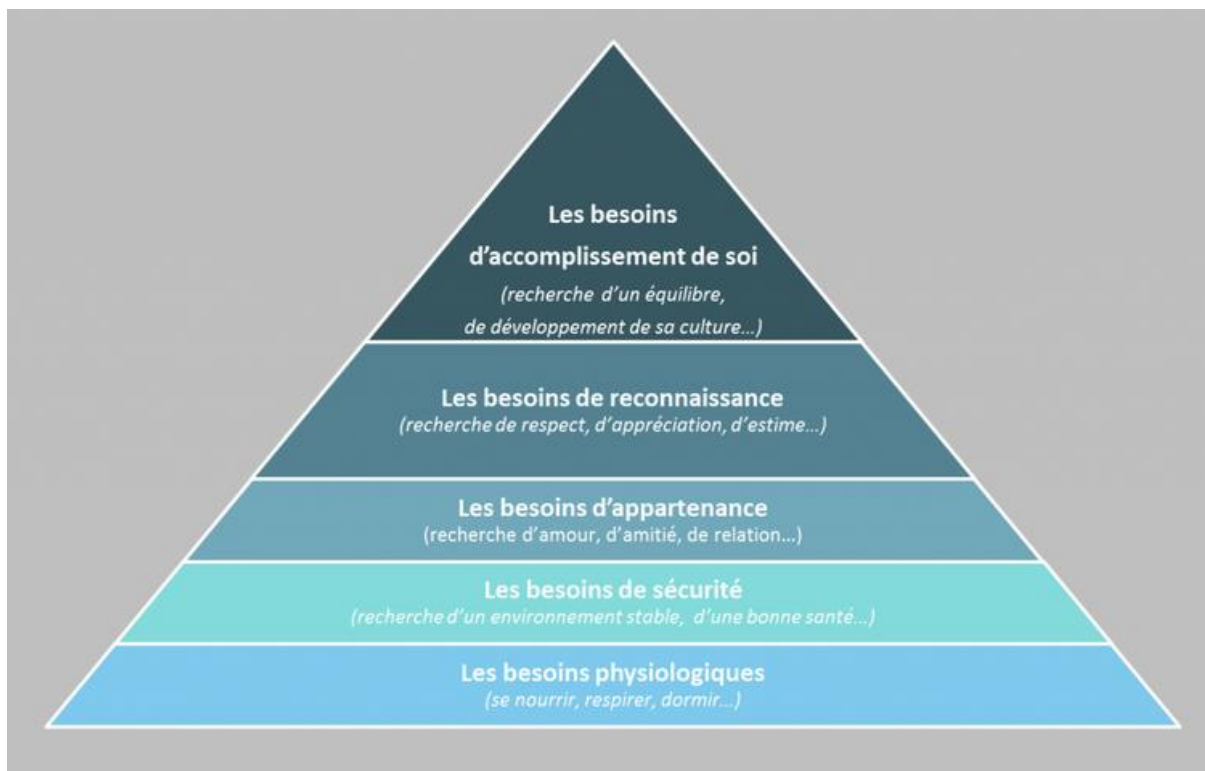 Les besoins
d’accomplissement de soi
(recherche d’un équilibre,
de développement de sa culture…)
Les besoins de reconnaissance
(recherche de respect, d’appréciation, d’estime…)
Les besoins d’appartenance
(recherche d’amour, d’amitié, de relation…)
Les besoins de sécurité
(recherche d’un environnement stable, d’une bonne santé…)
Les besoins physiologiques
(se nourrir, respirer, dormir…)